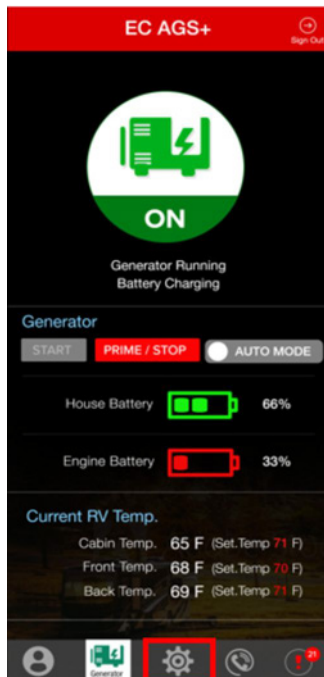 EC AGS+
Sign Out
ON
Generator Running
Battery Charging
Generator
START PRIME / STOP AUTO MODE
House Battery 66%
Engine Battery 33%
Current RV Temp.
Cabin Temp. 65 F (Set.Temp 71 F)
Front Temp. 68 F (Set.Temp 70 F)
Back Temp. 69 F (Set.Temp 71 F)
Generator
21